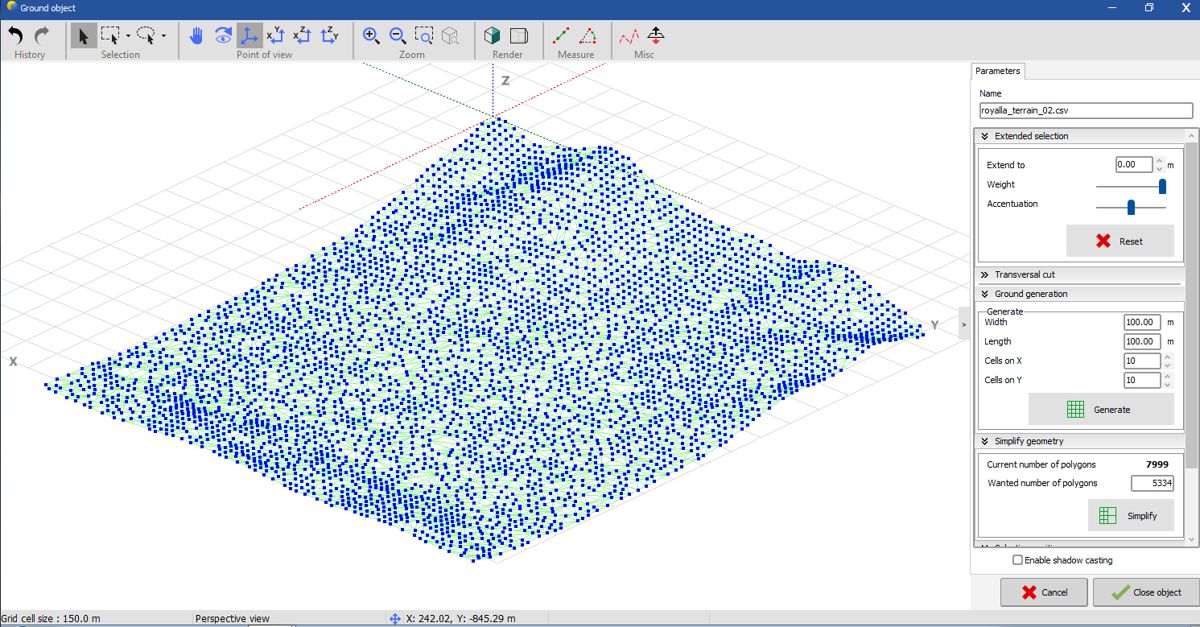 Ground object
X Y
Z Y
Z Y
History
Selection
Point of view
Zoom
Render
Measure
Misc
Z
Y
X
Parameters
Name
royalla_terrain_02.csv
Extended selection
Extend to 0.00 m
Weight
Accentuation
Reset
Transversal cut
Ground generation
Generate
Width 100.00 m
Length 100.00 m
Cells on X 10
Cells on Y 10
Generate
Simplify geometry
Current number of polygons 7999
Wanted number of polygons 5334
Simplify
Enable shadow casting
Cancel
Close object
Grid cell size : 150.0 m
Perspective view
X: 242.02, Y: -845.29 m